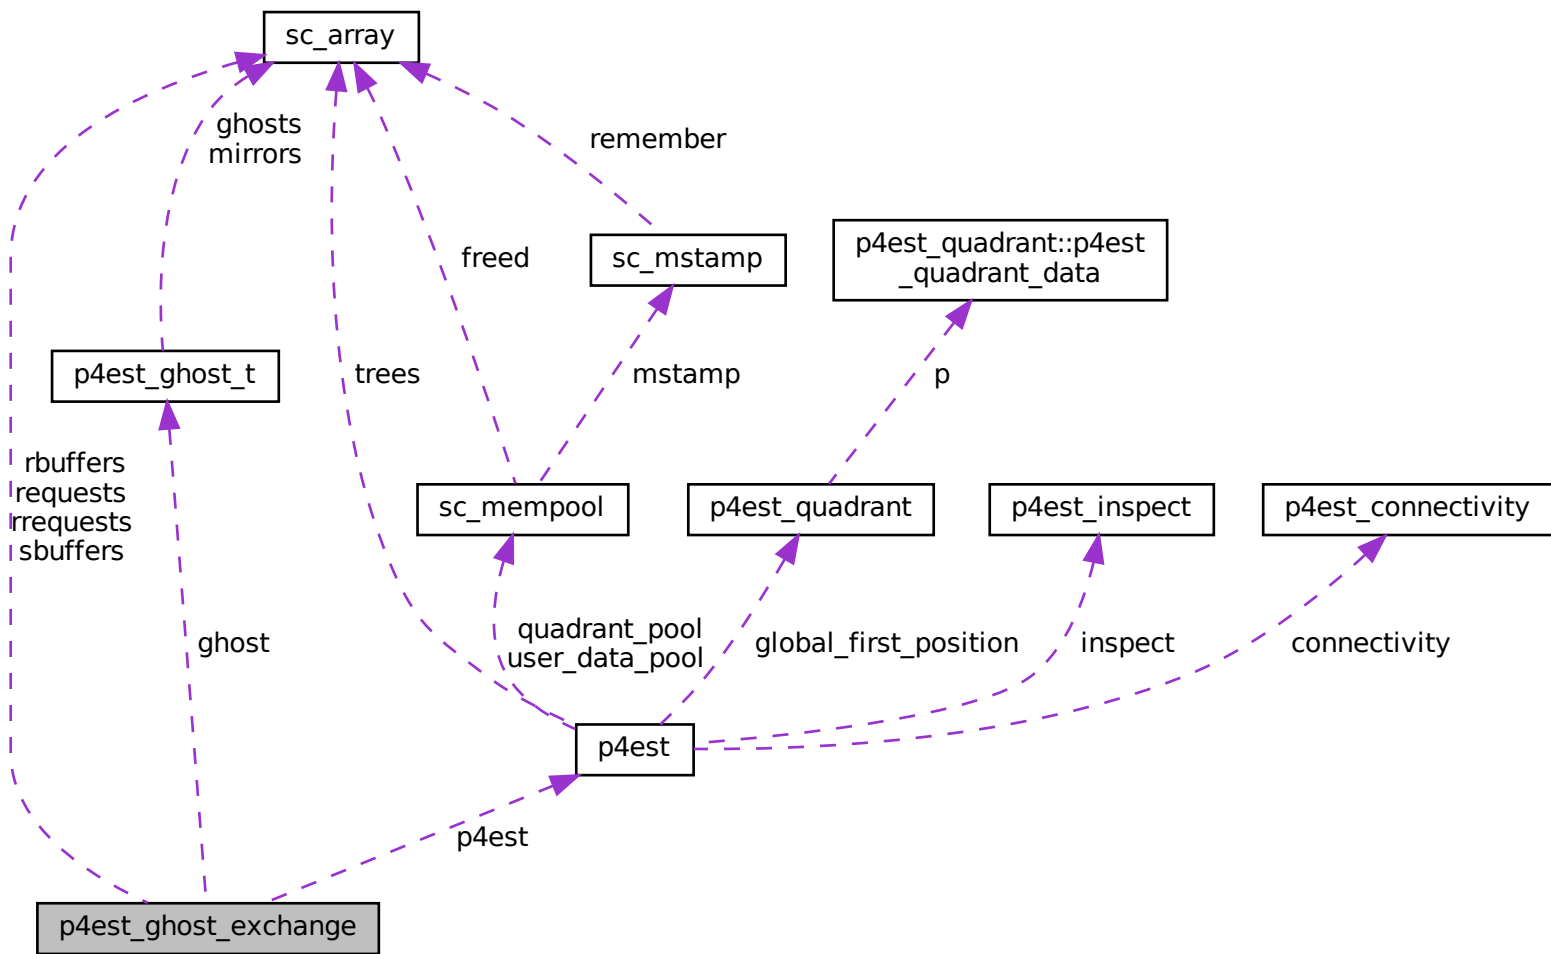 sc_array
ghosts
mirrors
remember
p4est_quadrant::p4est
_quadrant_data
freed
sc_mstamp
p4est_ghost_t
trees
mstamp
p
rbuffers
requests
rrequests
sbuffers
sc_mempool
p4est_quadrant
p4est_inspect
p4est_connectivity
ghost
quadrant_pool
user_data_pool
global_first_position
inspect
connectivity
p4est
p4est
p4est_ghost_exchange